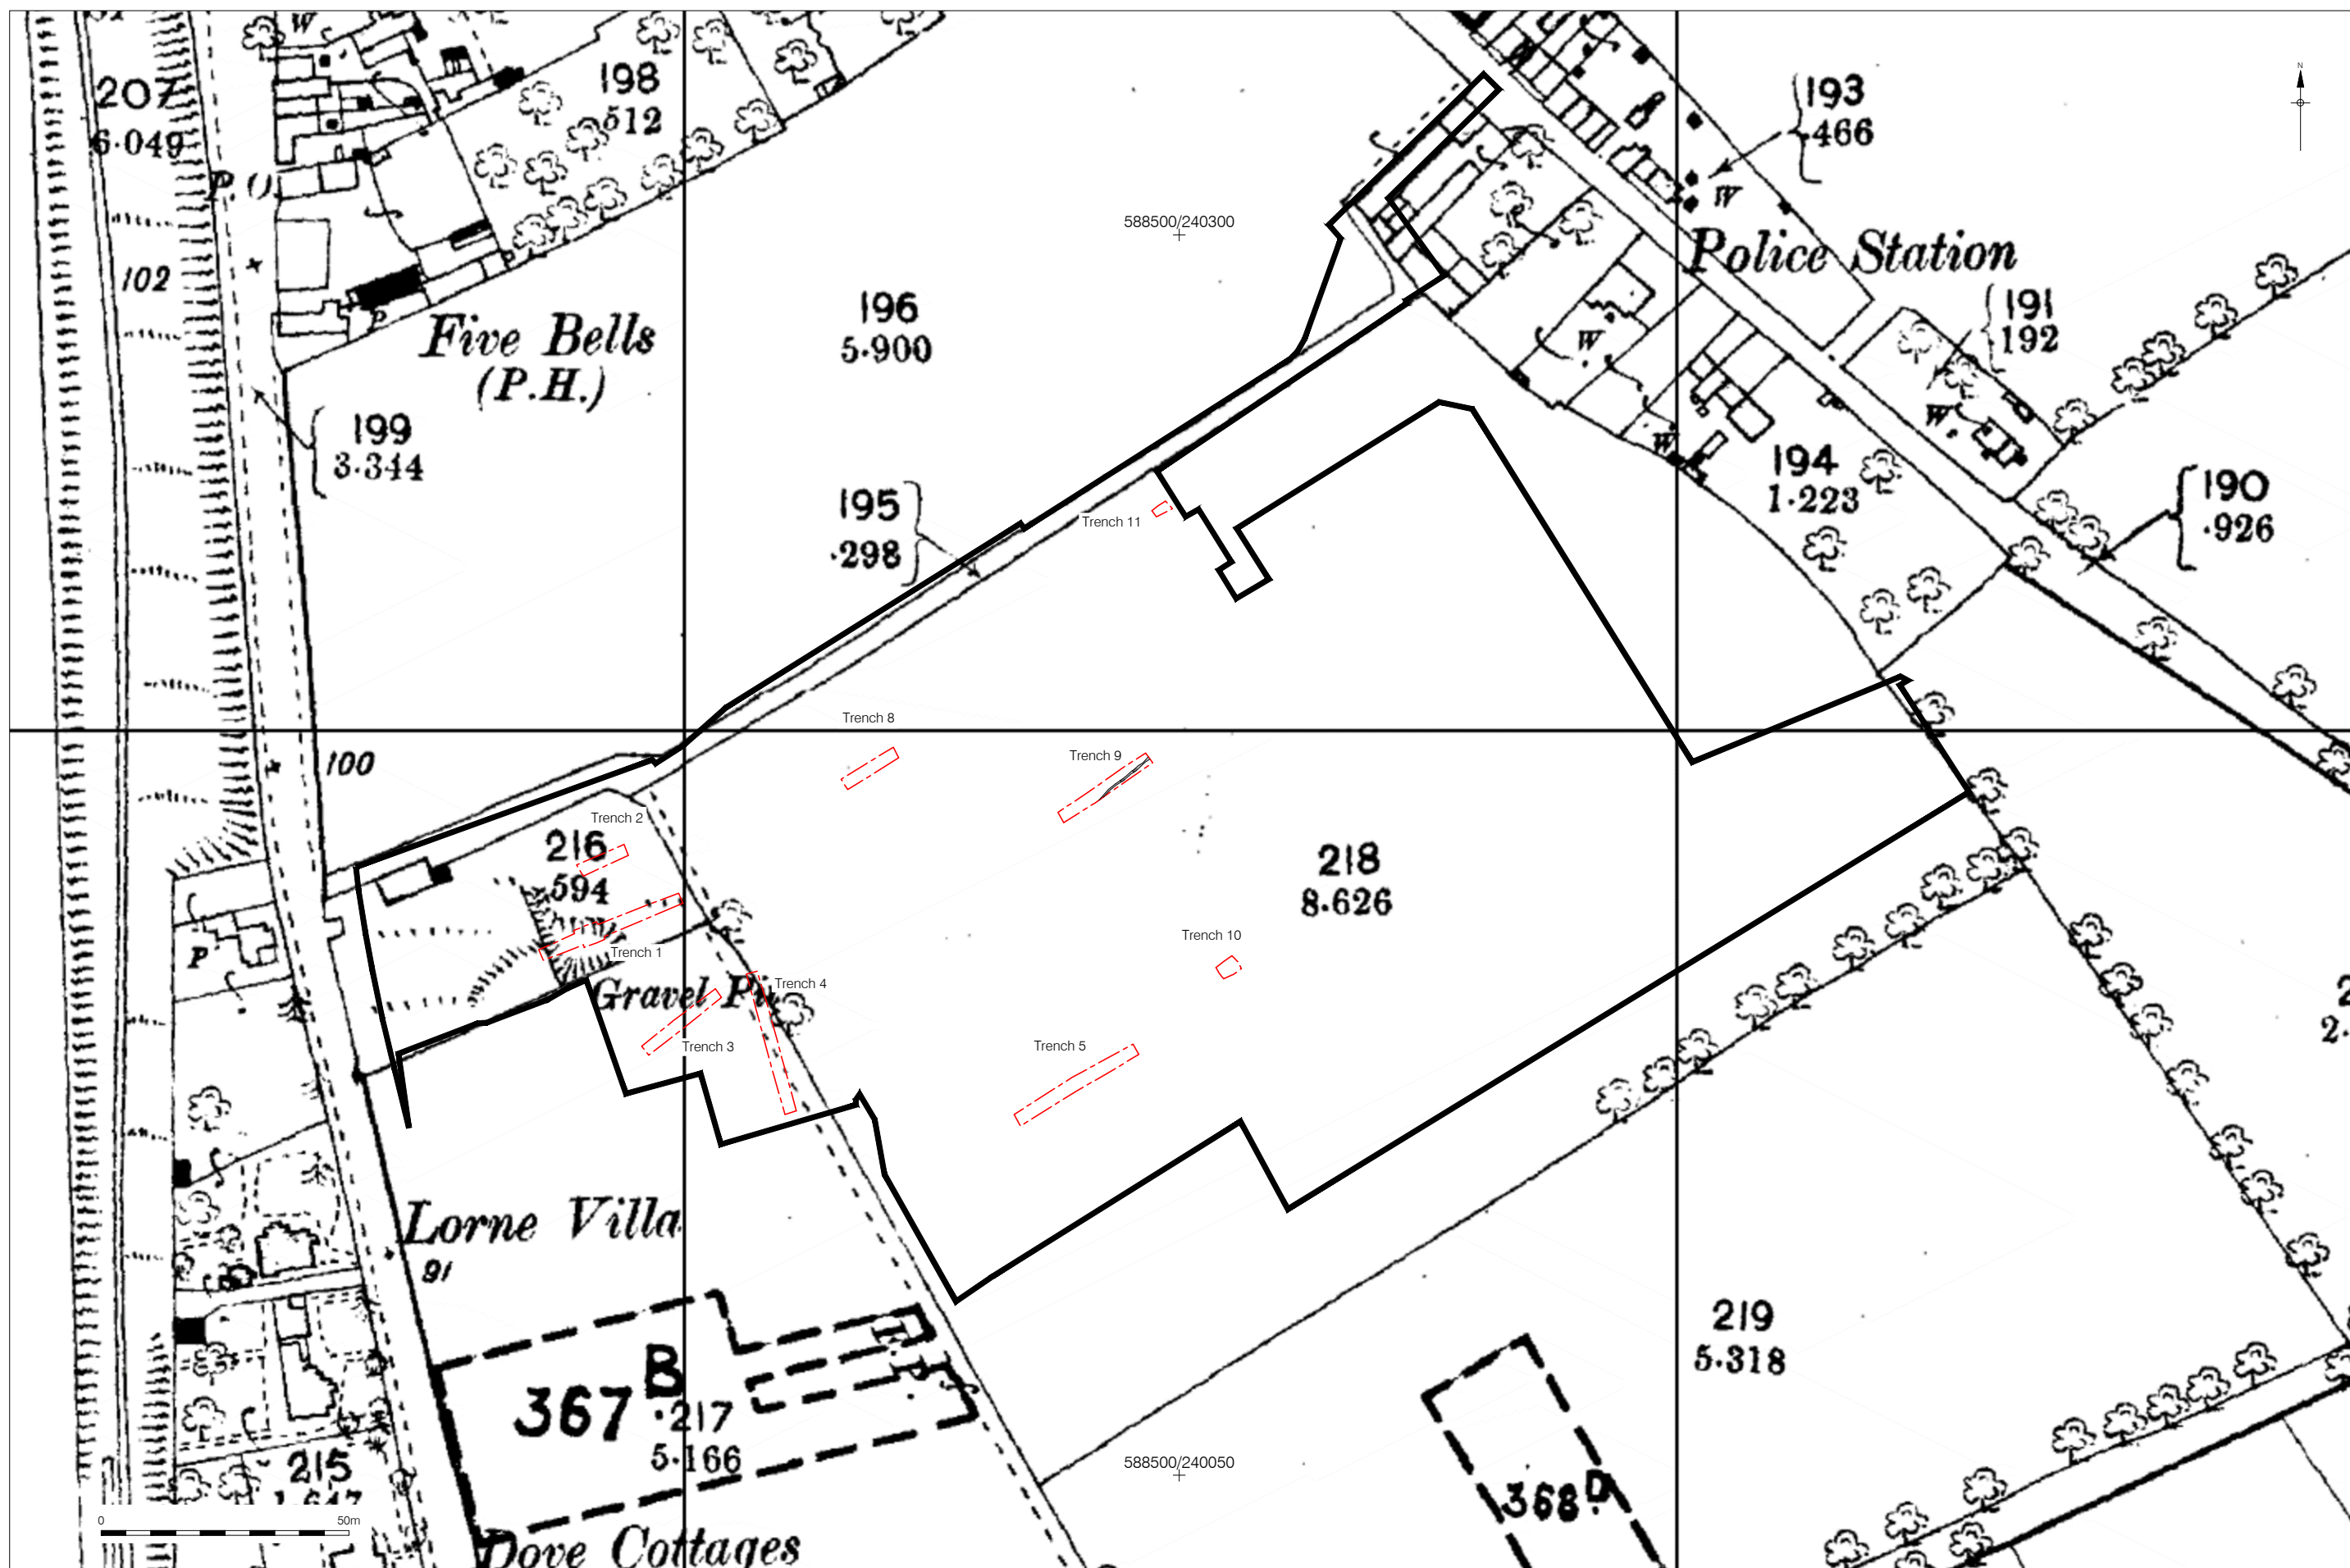 W
207
6.049
198
512
193
466
N
P.O
W
588500/240300
Police Station
102
196
5.900
191
192
P
Five Bells
(P.H.)
W
199
3.344
W
W
194
1.223
190
.926
195
.298
Trench 11
Trench 8
Trench 9
100
Trench 2
216
594
218
8.626
P
Trench 1
Trench 10
Gravel Pit
Trench 4
Trench 3
Trench 5
2.
Lorne Villa
91
219
5.318
B
367
217
5.166
588500/240050
215
1.647
368
D
0
50m
Dove Cottages